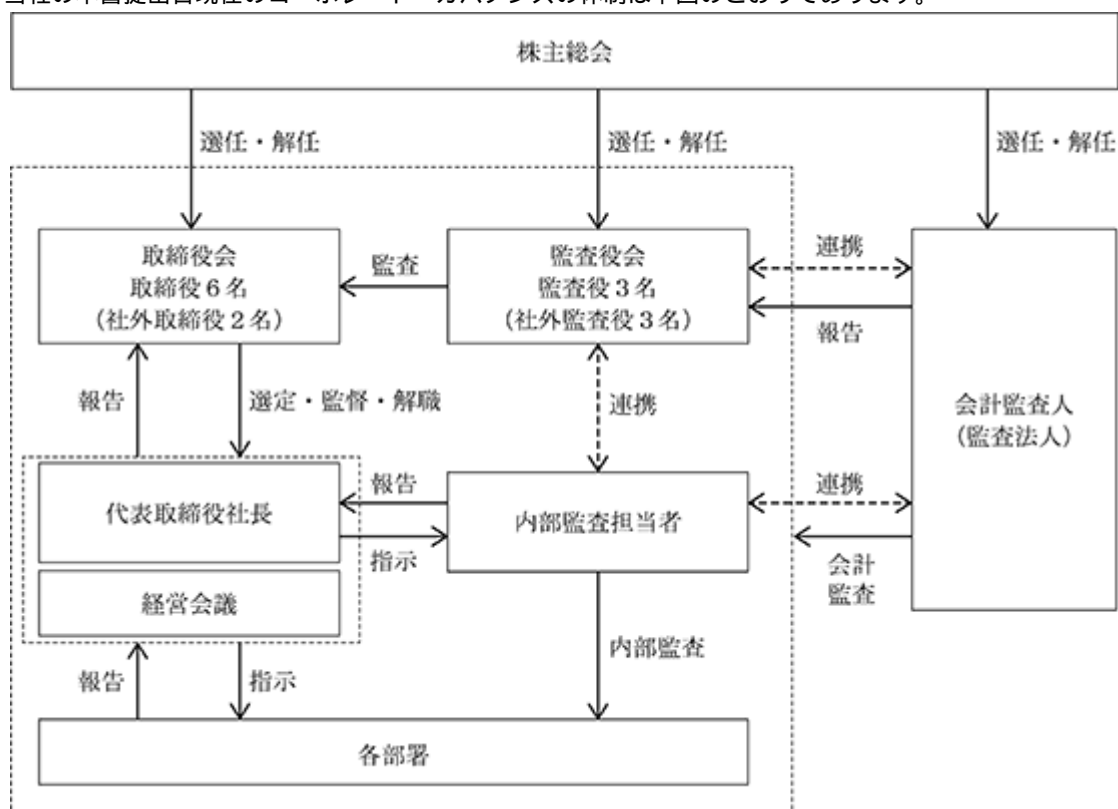 当社の本書提出日現在のコーポレート・ガバナンスの体制は下図のとおりであります。
株主総会
選任・解任
選任・解任
選任・解任
取締役会
取締役6名
（社外取締役2名）
監査
監査役会
監査役3名
（社外監査役3名）
連携
報告
会計監査人
（監査法人）
報告
選定・監督・解職
連携
代表取締役社長
報告
指示
内部監査担当者
連携
会計
監査
経営会議
報告
指示
内部監査
各部署